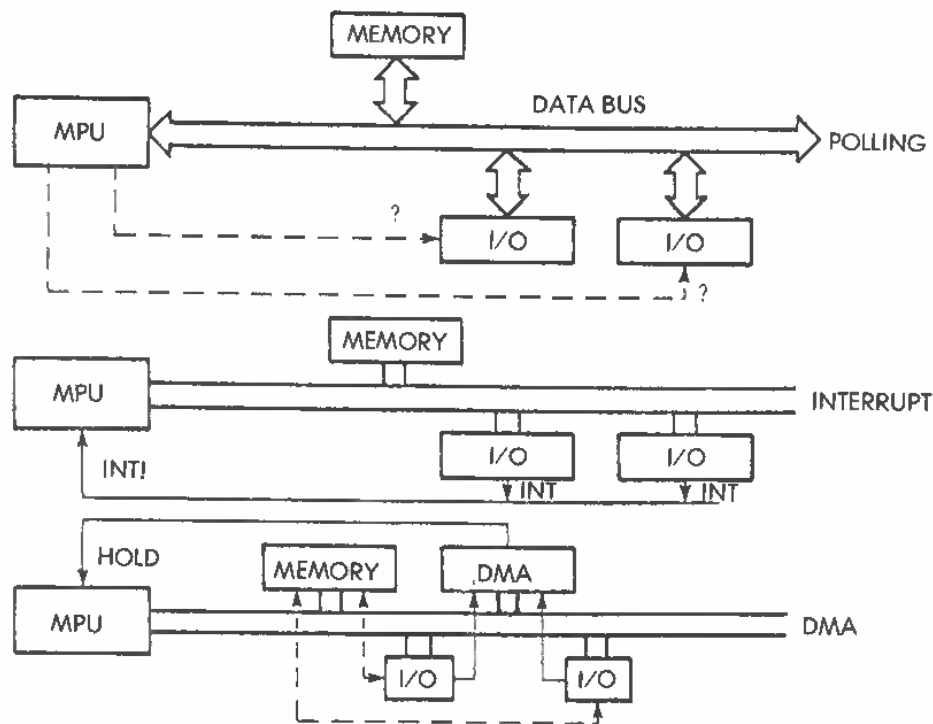 MEMORY
DATA BUS
MPU
POLLING
?
I/O
I/O
?
MEMORY
MPU
INTERRUPT
I/O
I/O
INT!
INT
INT
HOLD
MEMORY
DMA
MPU
DMA
I/O
I/O